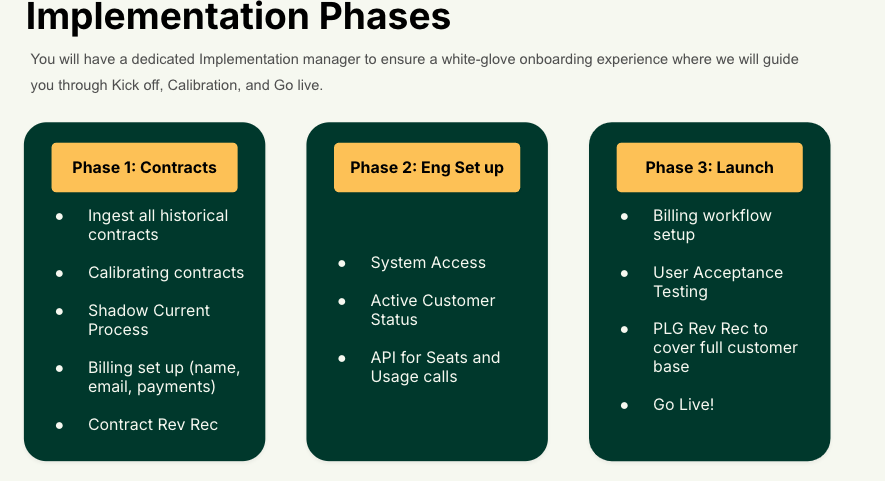 Implementation Phases
You will have a dedicated Implementation manager to ensure a white-glove onboarding experience where we will guide
you through Kick off, Calibration, and Go live.
Phase 1: Contracts
● Ingest all historical
contracts
● Calibrating contracts
● Shadow Current
Process
● Billing set up (name,
email, payments)
● Contract Rev Rec
Phase 2: Eng Set up
● System Access
● Active Customer
Status
● API for Seats and
Usage calls
Phase 3: Launch
● Billing workflow
setup
● User Acceptance
Testing
● PLG Rev Rec to
cover full customer
base
● Go Live!